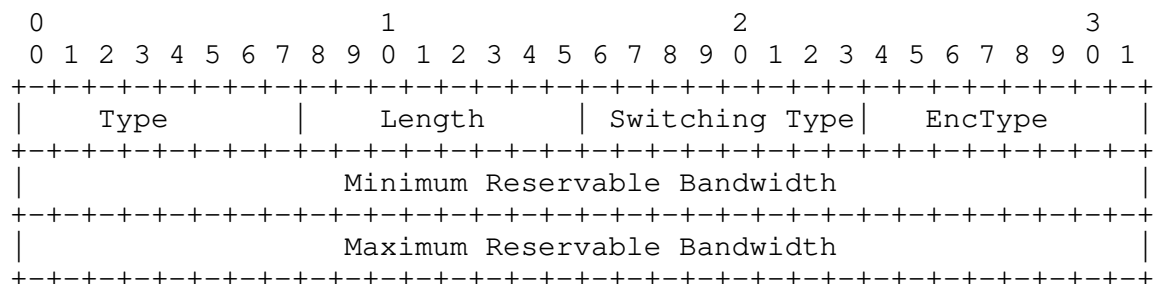 0                   1                   2                   3
 0 1 2 3 4 5 6 7 8 9 0 1 2 3 4 5 6 7 8 9 0 1 2 3 4 5 6 7 8 9 0 1
+-+-+-+-+-+-+-+-+-+-+-+-+-+-+-+-+-+-+-+-+-+-+-+-+-+-+-+-+-+-+-+-+
|    Type       |    Length     | Switching Type|   EncType     |
+-+-+-+-+-+-+-+-+-+-+-+-+-+-+-+-+-+-+-+-+-+-+-+-+-+-+-+-+-+-+-+-+
|                  Minimum Reservable Bandwidth                 |
+-+-+-+-+-+-+-+-+-+-+-+-+-+-+-+-+-+-+-+-+-+-+-+-+-+-+-+-+-+-+-+-+
|                  Maximum Reservable Bandwidth                 |
+-+-+-+-+-+-+-+-+-+-+-+-+-+-+-+-+-+-+-+-+-+-+-+-+-+-+-+-+-+-+-+-+